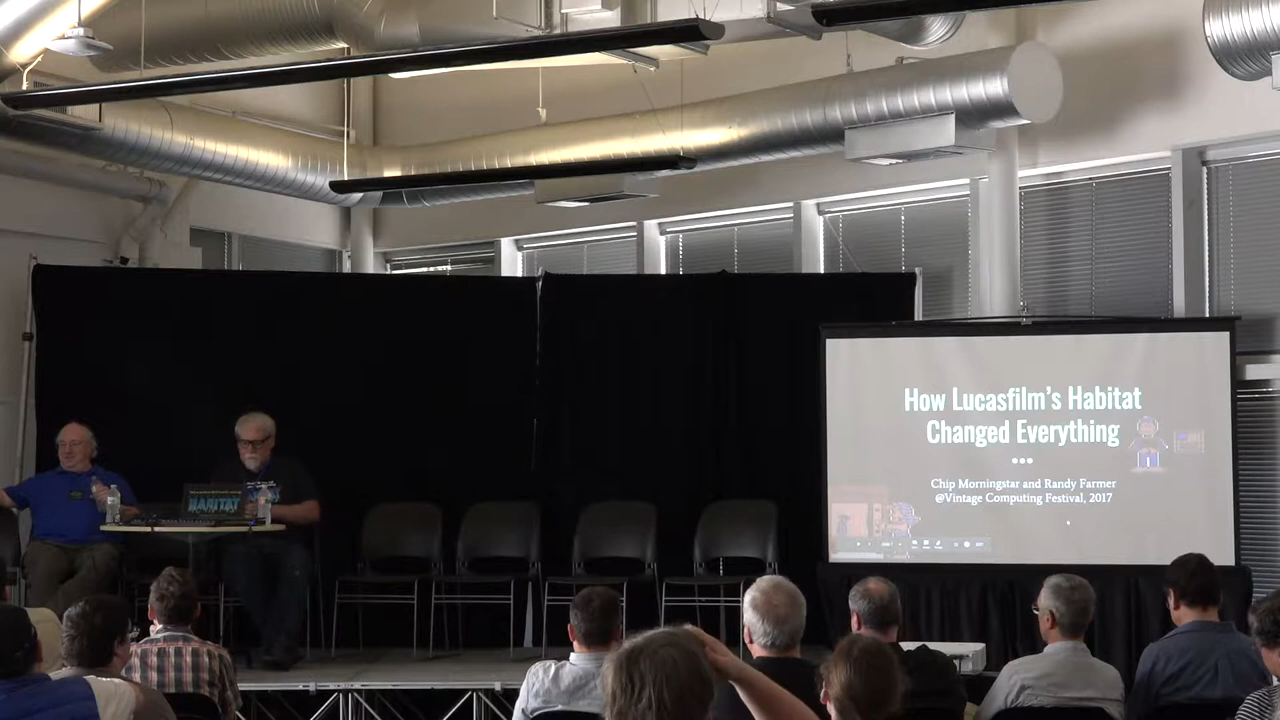 HABITAT
How Lucasfilm's Habitat
Changed Everything
Chip Morningstar and Randy Farmer
@Vintage Computing Festival, 2017